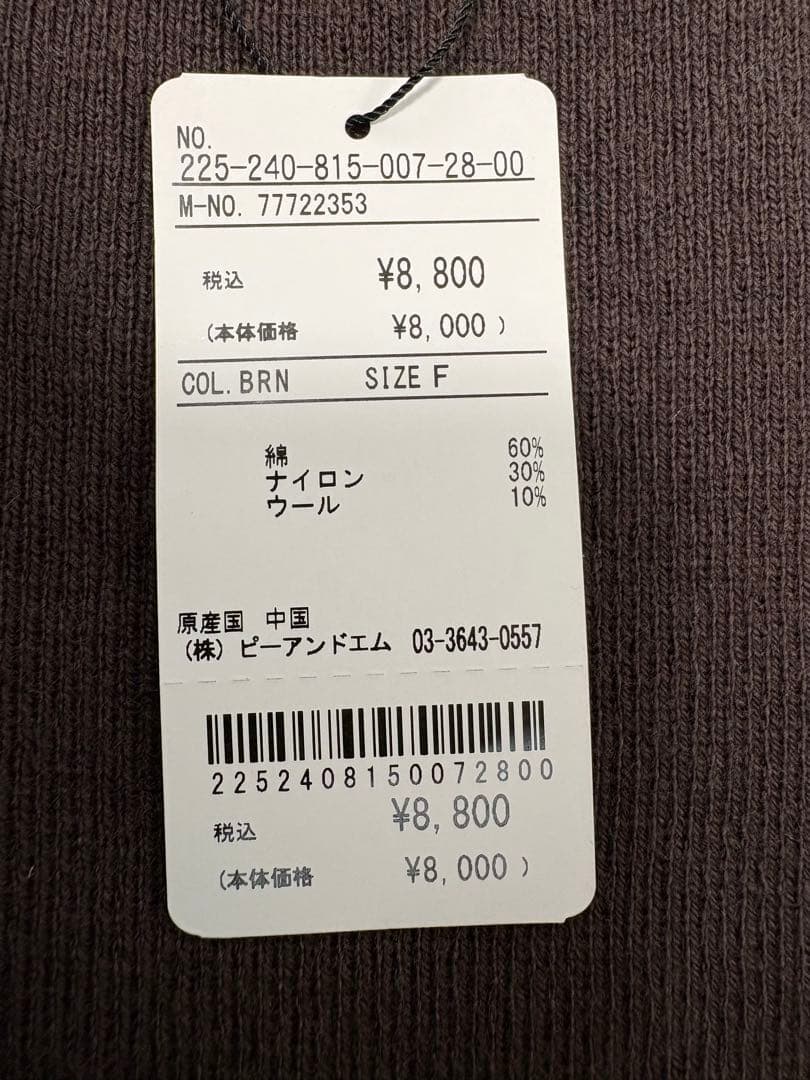 NO.
225-240-815-007-28-00
M-NO. 77722353
税込 ¥8,800
(本体価格 ¥8,000 )
COL. BRN SIZE F
綿 60%
ナイロン 30%
ウール 10%
原産国 中国
(株) ピーアンドエム 03-3643-0557
2252408150072800
税込 ¥8,800
(本体価格 ¥8,000 )